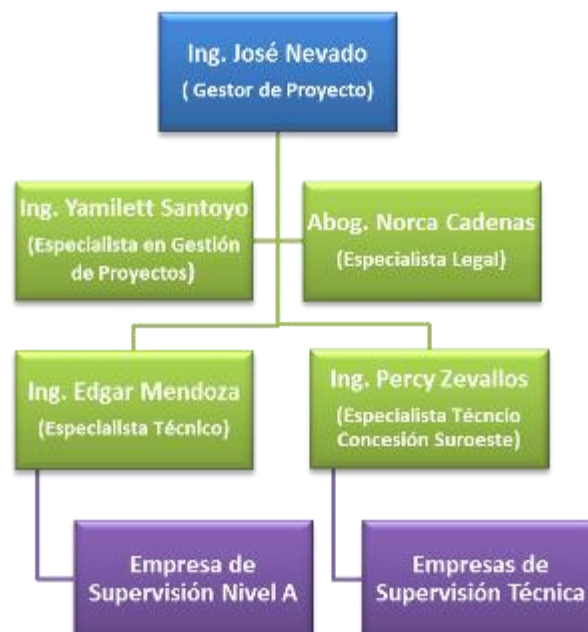 Ing. José Nevado
( Gestor de Proyecto)
Ing. Yamilett Santoyo
(Especialista en Gestión
de Proyectos)
Abog. Norca Cadenas
(Especialista Legal)
Ing. Edgar Mendoza
(Especialista Técnico)
Ing. Percy Zevallos
(Especialista Técncio
Concesión Suroeste)
Empresa de
Supervisión Nivel A
Empresas de
Supervisión Técnica